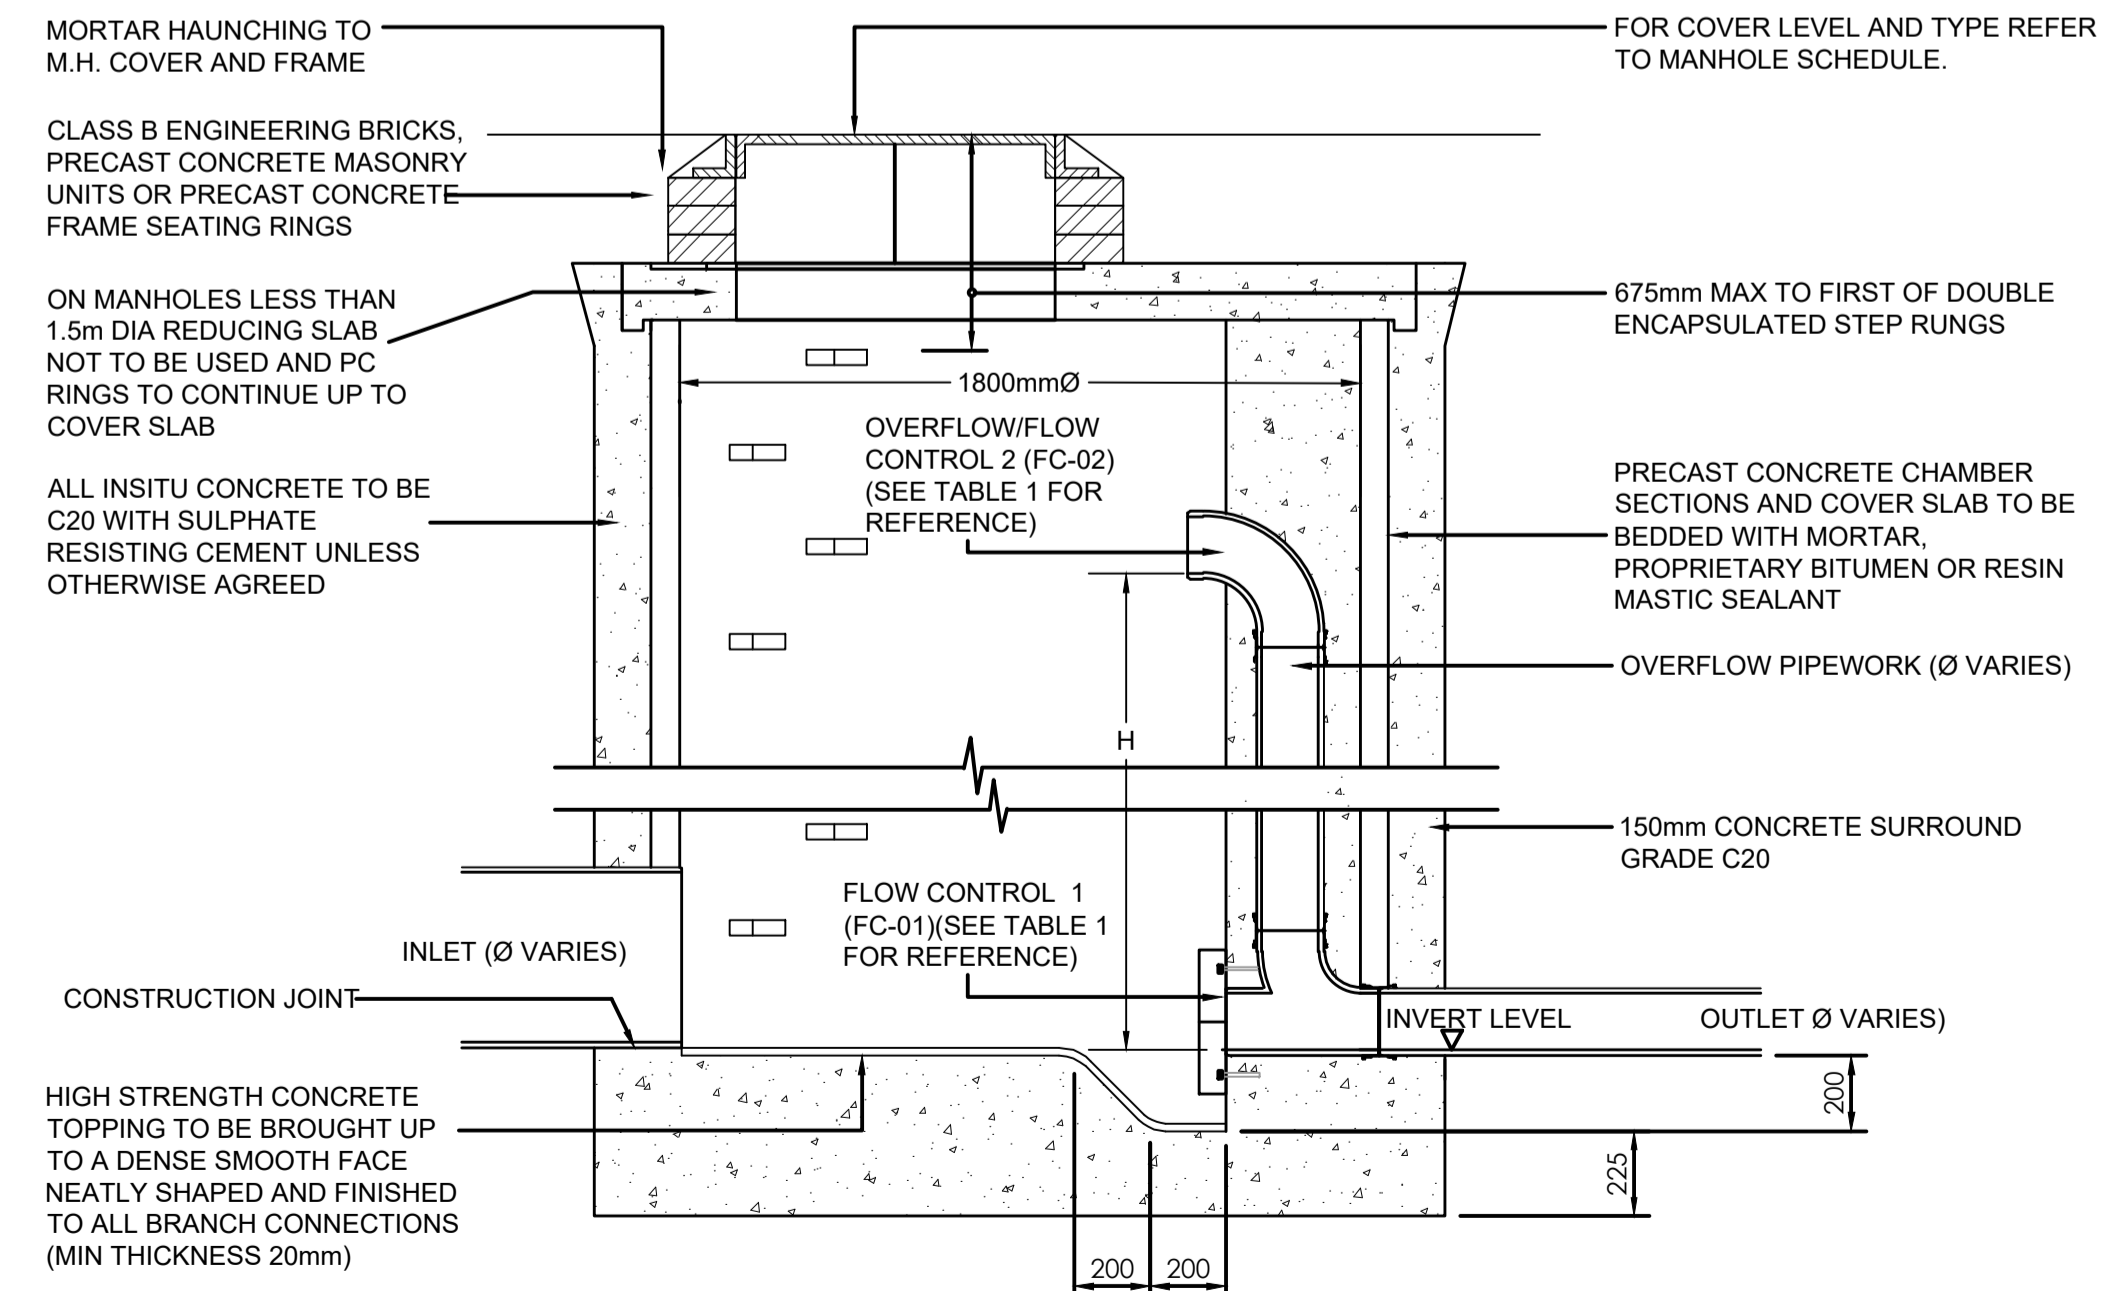 MORTAR HAUNCHING TO
M.H. COVER AND FRAME
FOR COVER LEVEL AND TYPE REFER
TO MANHOLE SCHEDULE.
CLASS B ENGINEERING BRICKS,
PRECAST CONCRETE MASONRY
UNITS OR PRECAST CONCRETE
FRAME SEATING RINGS
ON MANHOLES LESS THAN
1.5m DIA REDUCING SLAB
NOT TO BE USED AND PC
RINGS TO CONTINUE UP TO
COVER SLAB
675mm MAX TO FIRST OF DOUBLE
ENCAPSULATED STEP RUNGS
1800mmØ
OVERFLOW/FLOW
CONTROL 2 (FC-02)
(SEE TABLE 1 FOR
REFERENCE)
ALL INSITU CONCRETE TO BE
C20 WITH SULPHATE
RESISTING CEMENT UNLESS
OTHERWISE AGREED
PRECAST CONCRETE CHAMBER
SECTIONS AND COVER SLAB TO BE
BEDDED WITH MORTAR,
PROPRIETARY BITUMEN OR RESIN
MASTIC SEALANT
OVERFLOW PIPEWORK (Ø VARIES)
H
150mm CONCRETE SURROUND
GRADE C20
FLOW CONTROL 1
(FC-01)(SEE TABLE 1
FOR REFERENCE)
INLET (Ø VARIES)
CONSTRUCTION JOINT
INVERT LEVEL
OUTLET Ø VARIES)
HIGH STRENGTH CONCRETE
TOPPING TO BE BROUGHT UP
TO A DENSE SMOOTH FACE
NEATLY SHAPED AND FINISHED
TO ALL BRANCH CONNECTIONS
(MIN THICKNESS 20mm)
200
225
200
200